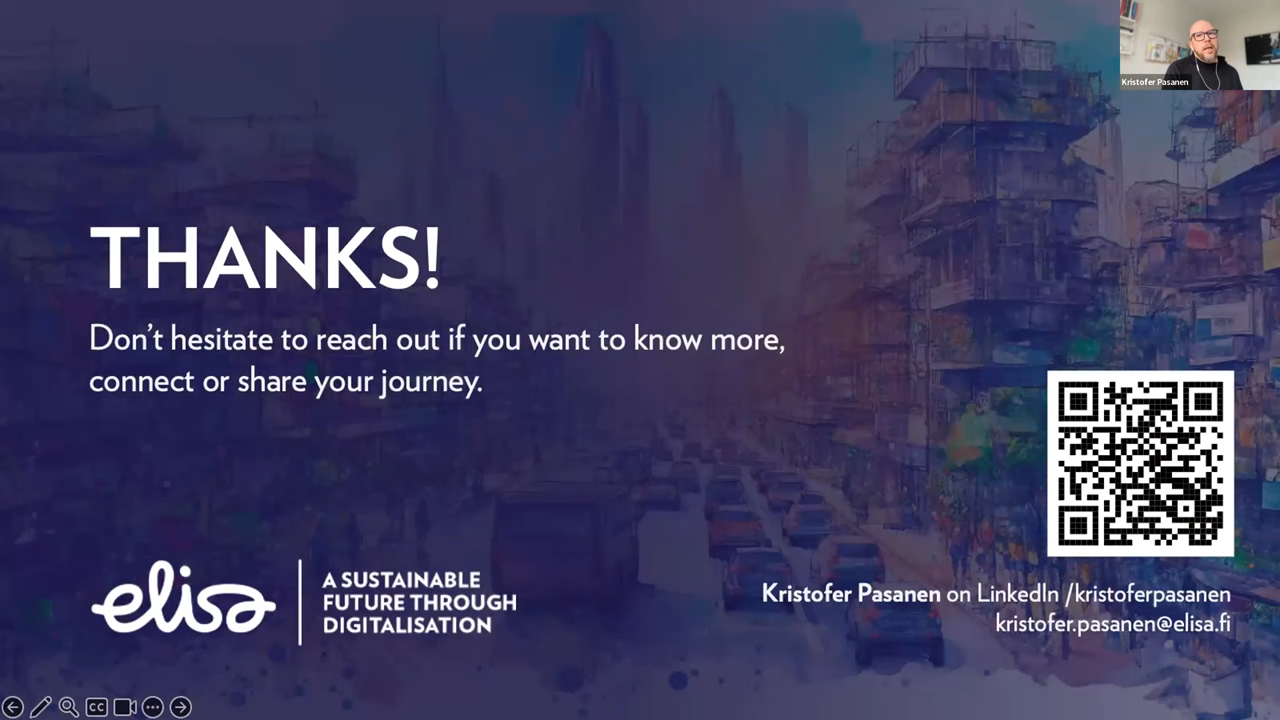 Kristofer Pasanen
THANKS!
Don't hesitate to reach out if you want to know more,
connect or share your journey.
elisa
A SUSTAINABLE
FUTURE THROUGH
DIGITALISATION
Kristofer Pasanen on LinkedIn /kristoferpasanen
kristofer.pasanen@elisa.fi
CC